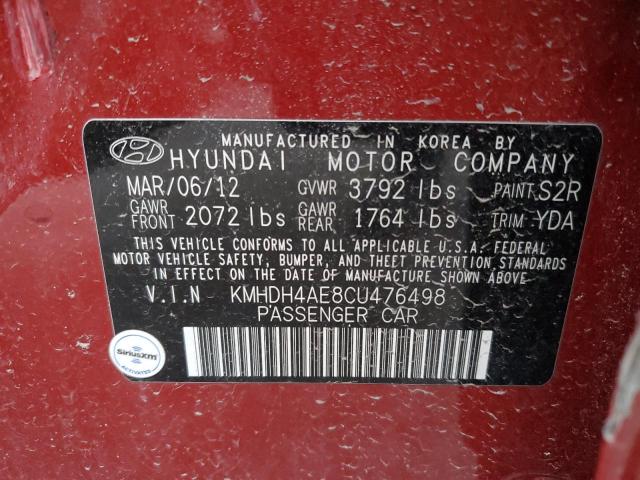 MANUFACTURED IN KOREA BY
HYUNDAI MOTOR COMPANY
MAR/06/12 GVWR 3792 lbs PAINT S2R
GAWR FRONT 2072 lbs GAWR REAR 1764 lbs TRIM YDA
THIS VEHICLE CONFORMS TO ALL APPLICABLE U.S.A. FEDERAL
MOTOR VEHICLE SAFETY, BUMPER, AND THEFT PREVENTION STANDARDS
IN EFFECT ON THE DATE OF MANUFACTURE SHOWN ABOVE.
V.I.N KMHDH4AE8CU476498
PASSENGER CAR
SiriusXM
ACTIVATED